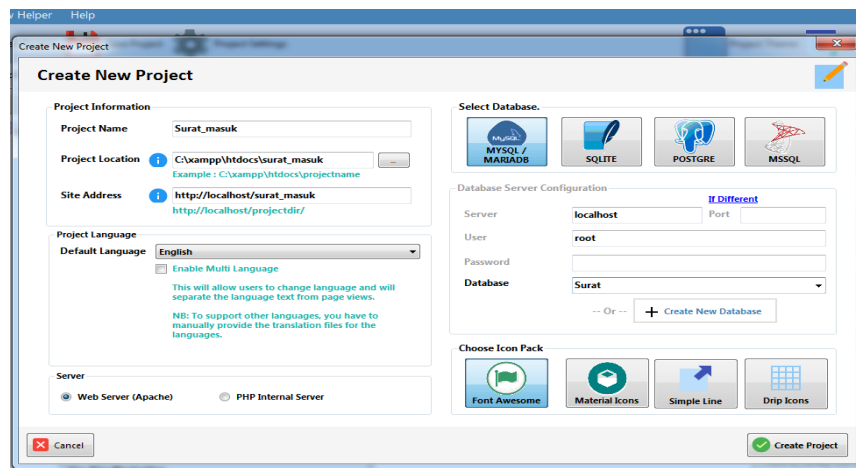 Helper Help
Project Settings
Create New Project
Create New Project
Project Information
Project Name Surat_masuk
Project Location i C:\xampp\htdocs\surat_masuk ...
Example : C:\xampp\htdocs\projectname
Site Address i http://localhost/surat_masuk
http://localhost/projectdir/
Project Language
Default Language English
Enable Multi Language
This will allow users to change language and will
separate the language text from page views.
NB: To support other languages, you have to
manually provide the translation files for the
languages.
Server
Web Server (Apache) PHP Internal Server
Select Database.
MySQL
MYSQL /
MARIADB
SQLITE
POSTGRE
MSSQL
Database Server Configuration
If Different
Server localhost Port
User root
Password
Database Surat
-- Or -- + Create New Database
Choose Icon Pack
Font Awesome
Material Icons
Simple Line
Drip Icons
Cancel
Create Project